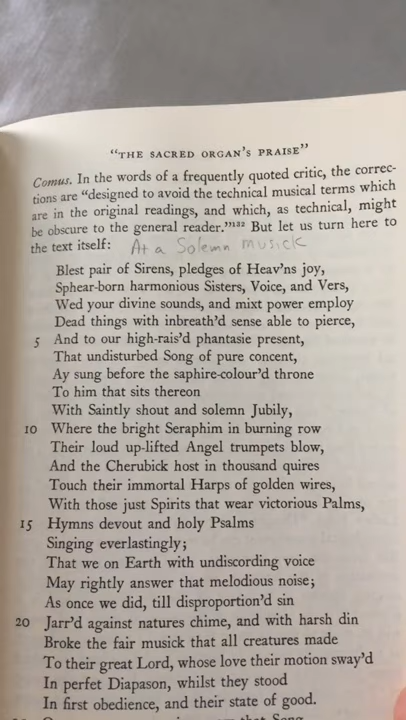 "THE SACRED ORGAN'S PRAISE"
Comus. In the words of a frequently quoted critic, the correc-
tions are "designed to avoid the technical musical terms which
are in the original readings, and which, as technical, might
be obscure to the general reader."132 But let us turn here to
the text itself: At a Solemn musick
Blest pair of Sirens, pledges of Heav'ns joy,
Sphear-born harmonious Sisters, Voice, and Vers,
Wed your divine sounds, and mixt power employ
Dead things with inbreath'd sense able to pierce,
5 And to our high-rais'd phantasie present,
That undisturbed Song of pure concent,
Ay sung before the saphire-colour'd throne
To him that sits thereon
With Saintly shout and solemn Jubily,
10 Where the bright Seraphim in burning row
Their loud up-lifted Angel trumpets blow,
And the Cherubick host in thousand quires
Touch their immortal Harps of golden wires,
With those just Spirits that wear victorious Palms,
15 Hymns devout and holy Psalms
Singing everlastingly;
That we on Earth with undiscording voice
May rightly answer that melodious noise;
As once we did, till disproportion'd sin
20 Jarr'd against natures chime, and with harsh din
Broke the fair musick that all creatures made
To their great Lord, whose love their motion sway'd
In perfet Diapason, whilst they stood
In first obedience, and their state of good.
that Song